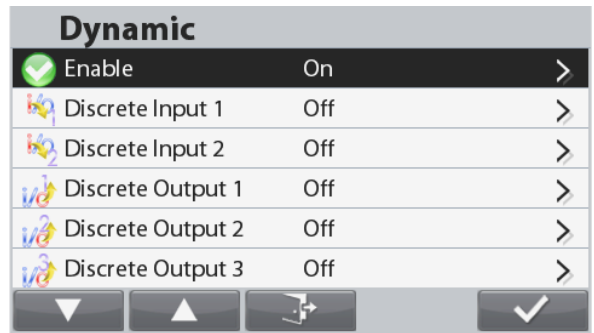 Dynamic
Enable On
Discrete Input 1 Off
Discrete Input 2 Off
Discrete Output 1 Off
Discrete Output 2 Off
Discrete Output 3 Off